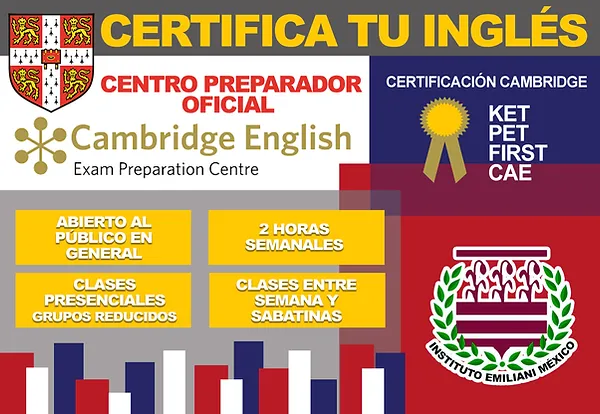 CERTIFICA TU INGLÉS
CENTRO PREPARADOR
OFICIAL
Cambridge English
Exam Preparation Centre
CERTIFICACIÓN CAMBRIDGE
KET
PET
FIRST
CAE
ABIERTO AL
PÚBLICO EN
GENERAL
2 HORAS
SEMANALES
CLASES
PRESENCIALES
GRUPOS REDUCIDOS
CLASES ENTRE
SEMANA Y
SABATINAS
INSTITUTO EMILIANI MÉXICO